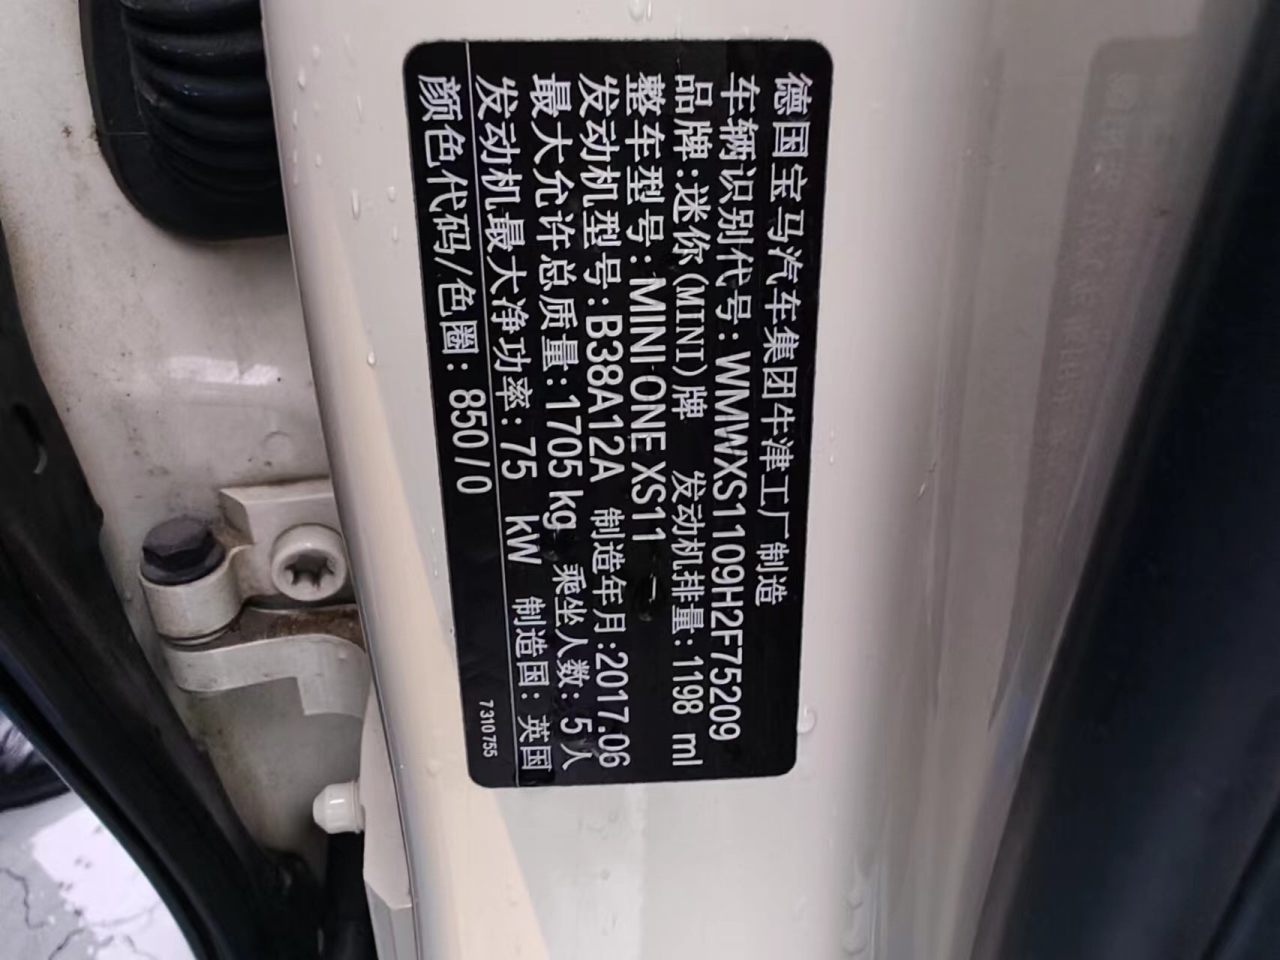 德国宝马汽车集团牛津工厂制造
车辆识别代号:WMWXS1109H2F75209
品牌:迷你(MINI)牌 发动机排量:1198 ml
整车型号:MINI ONE XS11
发动机型号:B38A12A 制造年月:2017.06
最大允许总质量:1705 kg 乘坐人数:5人
发动机最大净功率:75 kW 制造国:英国
颜色代码/色圈: 850//0 7310755